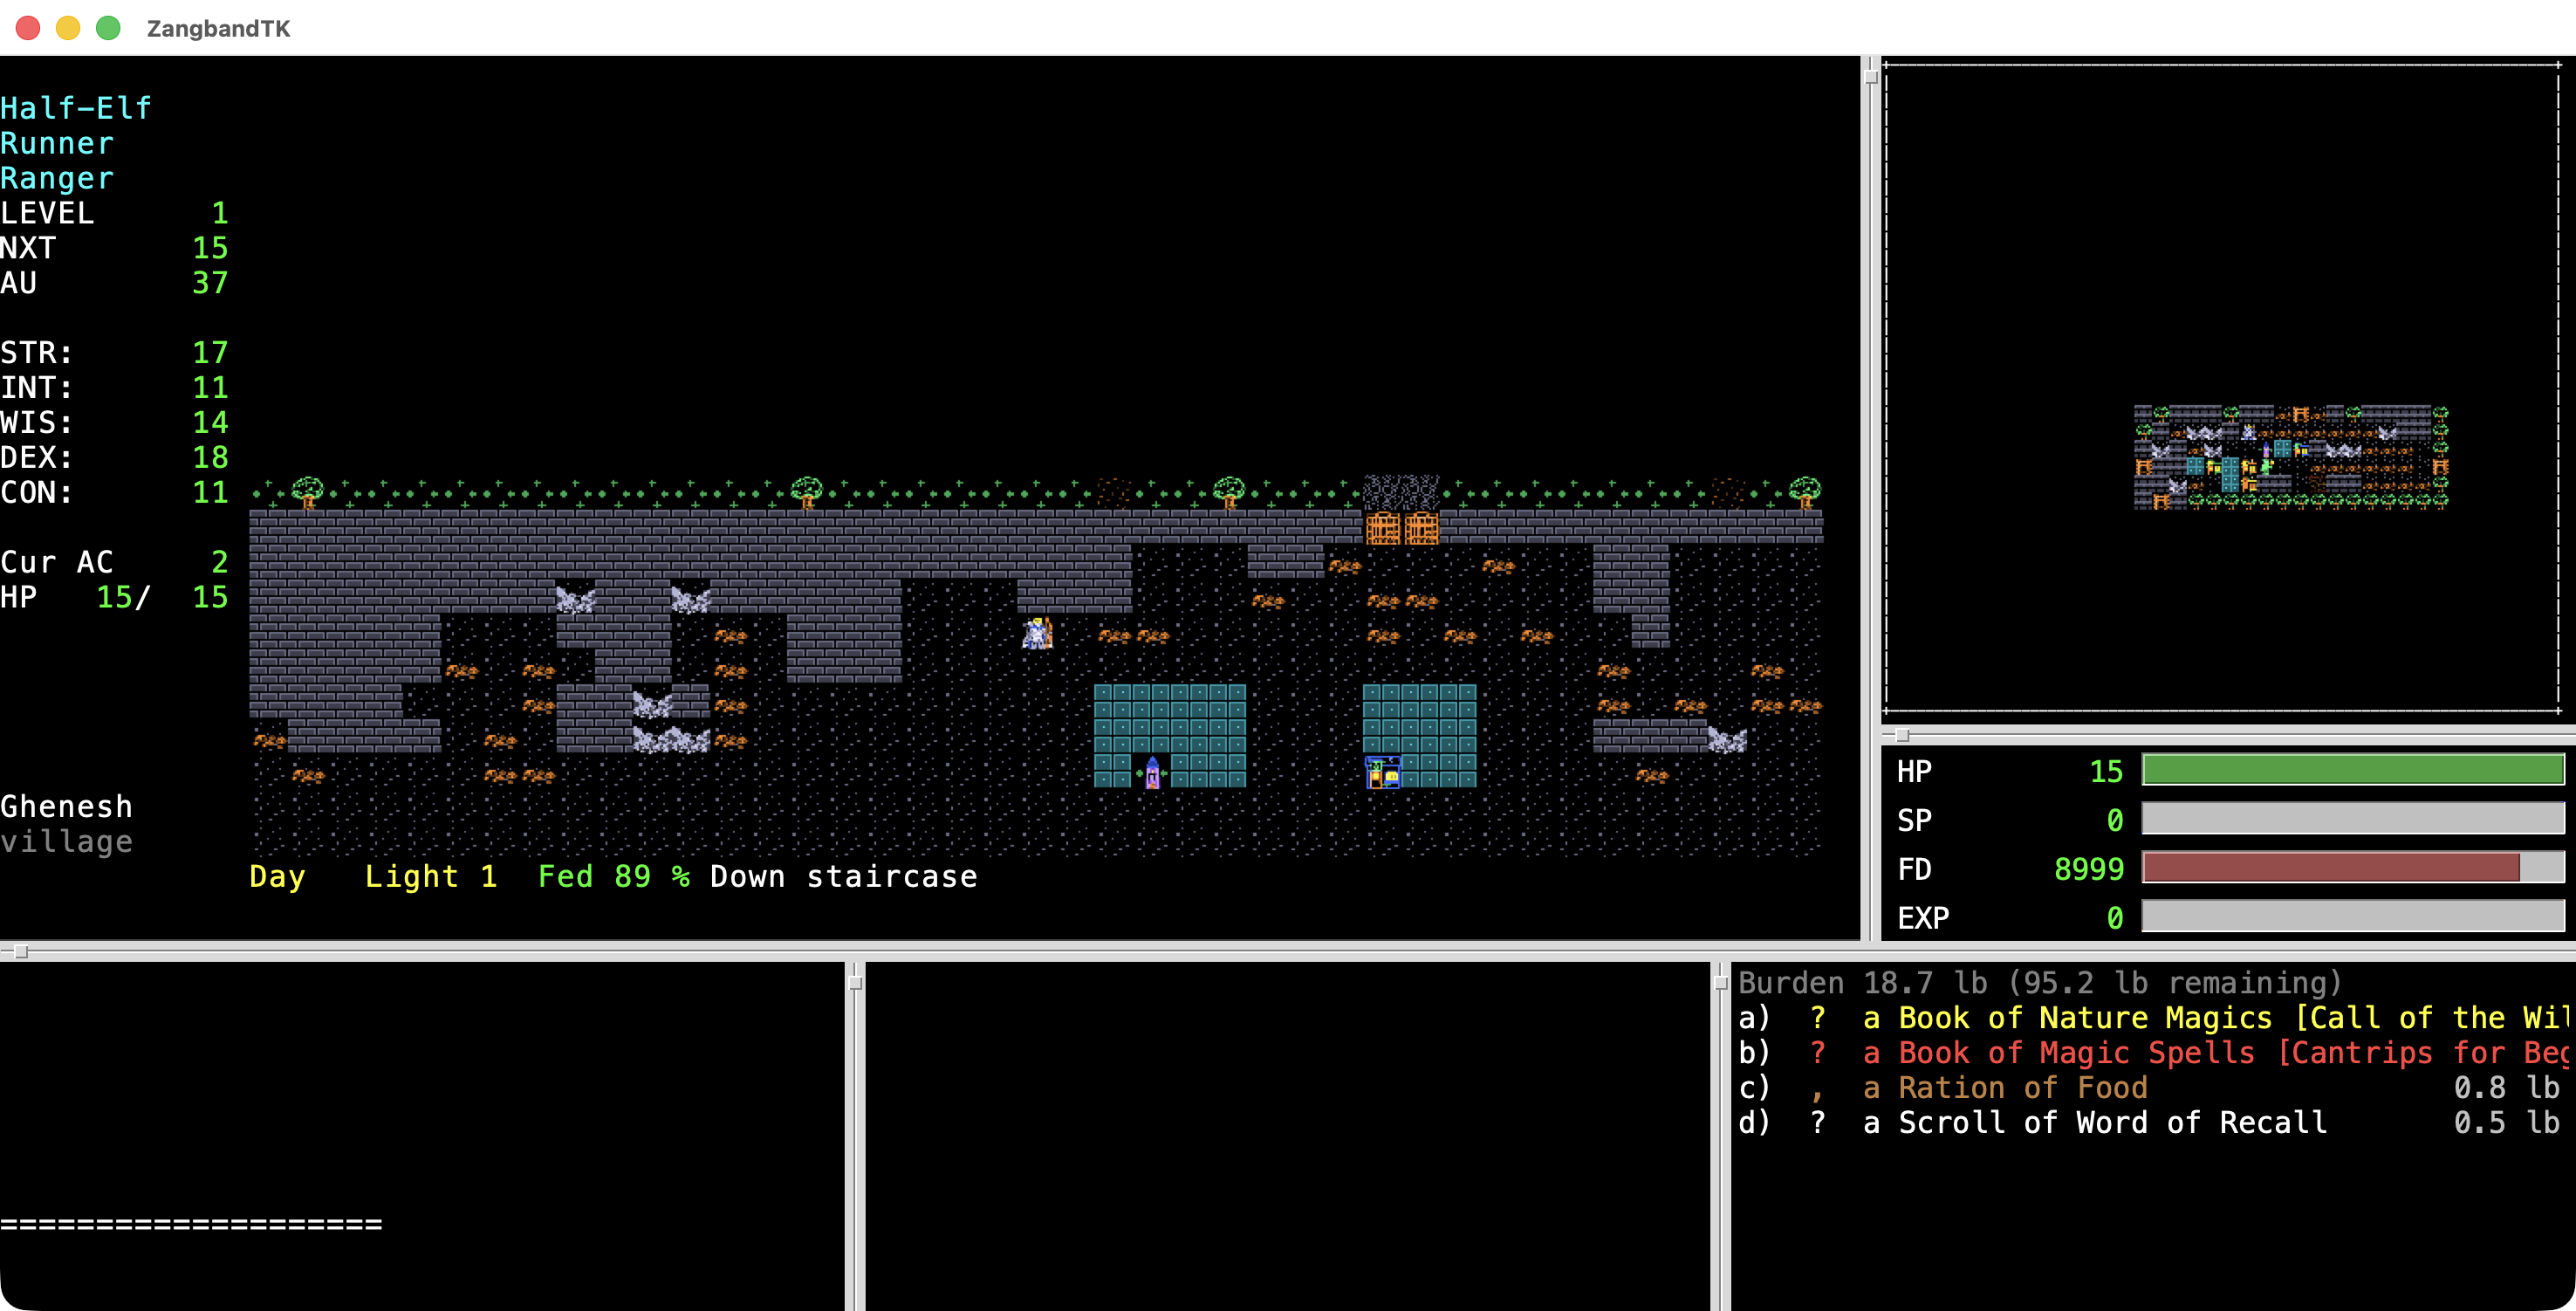 ZangbandTK
Half-Elf
Runner
Ranger
LEVEL 1
NXT 15
AU 37
STR: 17
INT: 11
WIS: 14
DEX: 18
CON: 11
Cur AC 2
HP 15/ 15
Ghenesh
village
Day Light 1 Fed 89 % Down staircase
HP 15
SP 0
FD 8999
EXP 0
====================
Burden 18.7 lb (95.2 lb remaining)
a) ? a Book of Nature Magics [Call of the Wil
b) ? a Book of Magic Spells [Cantrips for Beg
c) , a Ration of Food 0.8 lb
d) ? a Scroll of Word of Recall 0.5 lb